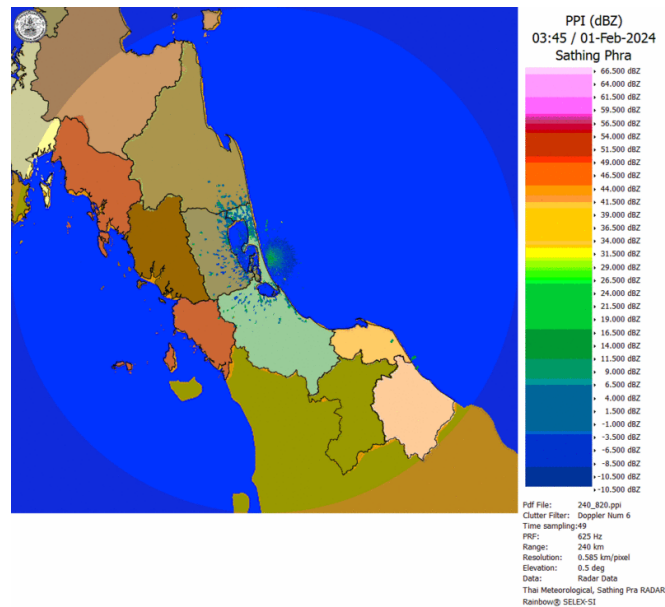 PPI (dBZ)
03:45 / 01-Feb-2024
Sathing Phra
66.500 dBZ
64.000 dBZ
61.500 dBZ
59.000 dBZ
56.500 dBZ
54.000 dBZ
51.500 dBZ
49.000 dBZ
46.500 dBZ
44.000 dBZ
41.500 dBZ
39.000 dBZ
36.500 dBZ
34.000 dBZ
31.500 dBZ
29.000 dBZ
26.500 dBZ
24.000 dBZ
21.500 dBZ
19.000 dBZ
16.500 dBZ
14.000 dBZ
11.500 dBZ
9.000 dBZ
6.500 dBZ
4.000 dBZ
1.500 dBZ
-1.000 dBZ
-3.500 dBZ
-6.500 dBZ
-8.500 dBZ
-10.500 dBZ
-10.500 dBZ
Pdf File: 240_820.ppi
Clutter Filter: Doppler Num 6
Time sampling:49
PRF: 625 Hz
Range: 240 km
Resolution: 0.585 km/pixel
Elevation: 0.5 deg
Data: Radar Data
Thai Meteorological, Sathing Pra RADAR
Rainbow® SELEX-SI